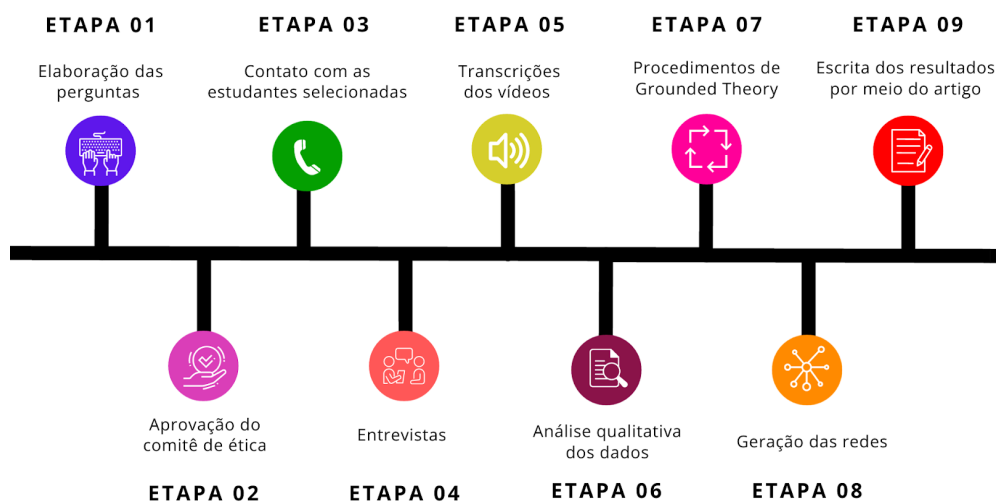 ETAPA 01
Elaboração das
perguntas
ETAPA 03
Contato com as
estudantes selecionadas
ETAPA 05
Transcrições
dos vídeos
ETAPA 07
Procedimentos de
Grounded Theory
ETAPA 09
Escrita dos resultados
por meio do artigo
Aprovação do
comitê de ética
ETAPA 02
Entrevistas
ETAPA 04
Análise qualitativa
dos dados
ETAPA 06
Geração das redes
ETAPA 08